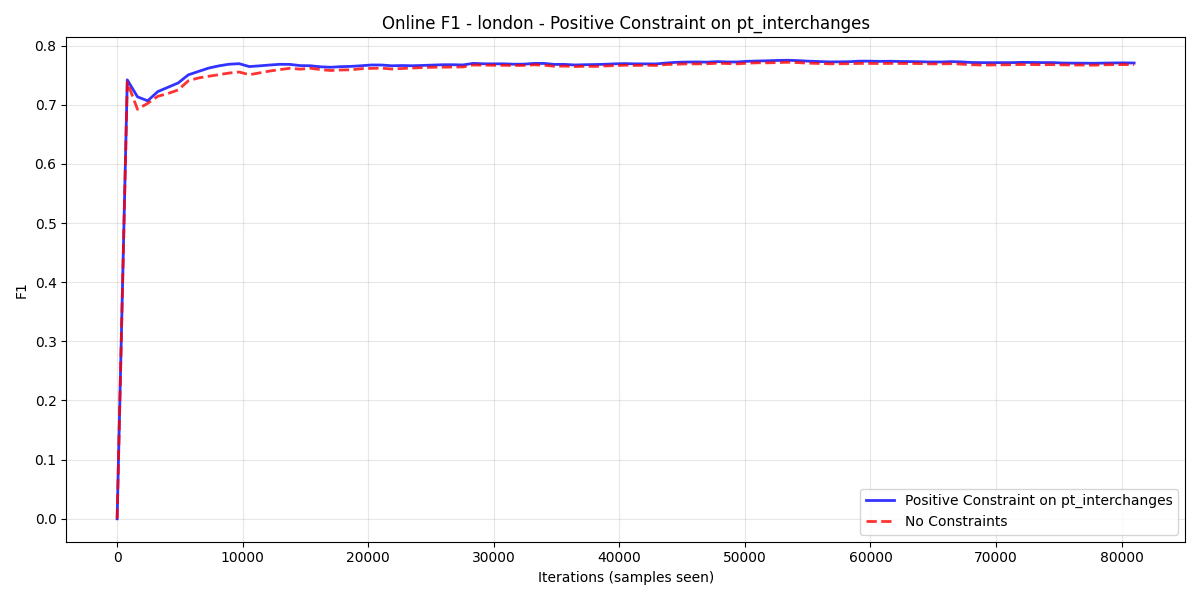 Online F1 - london - Positive Constraint on pt_interchanges
0.8
0.7
0.6
0.5
0.4
0.3
0.2
0.1
0.0
F1
0 10000 20000 30000 40000 50000 60000 70000 80000
Iterations (samples seen)
Positive Constraint on pt_interchanges
No Constraints